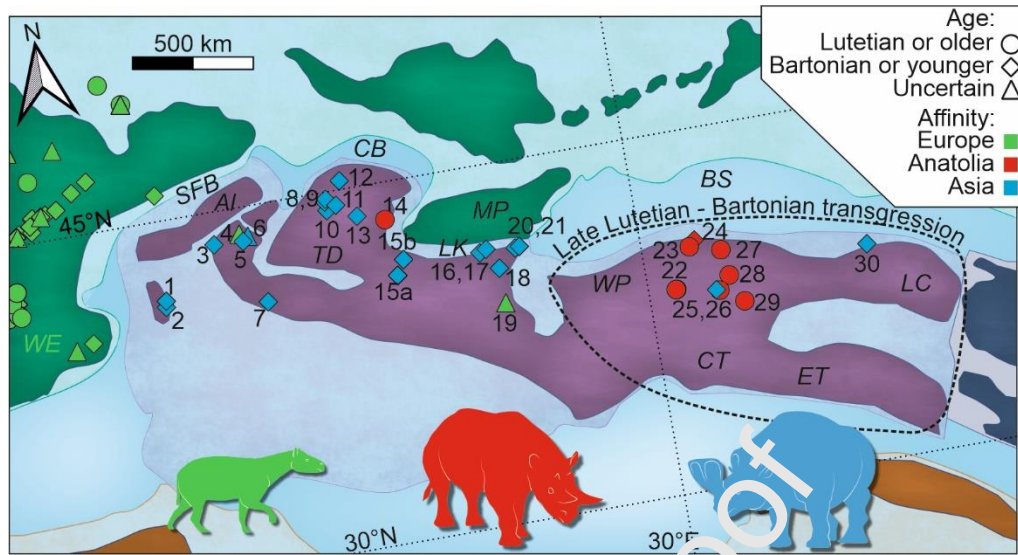 N
500 km
Age:
Lutetian or older
Bartonian or younger
Uncertain
Affinity:
Europe
Anatolia
Asia
CB
12
SFB
8,9
11
BS
AI
14
MP
20,21
Late Lutetian - Bartonian transgression
45°N
4
6
10
13
15b
LK
24
3
5
TD
16,17
18
23
27
30
15a
22
28
LC
1
WP
2
7
19
25,26
29
WE
CT
ET
30°N
30°E
of